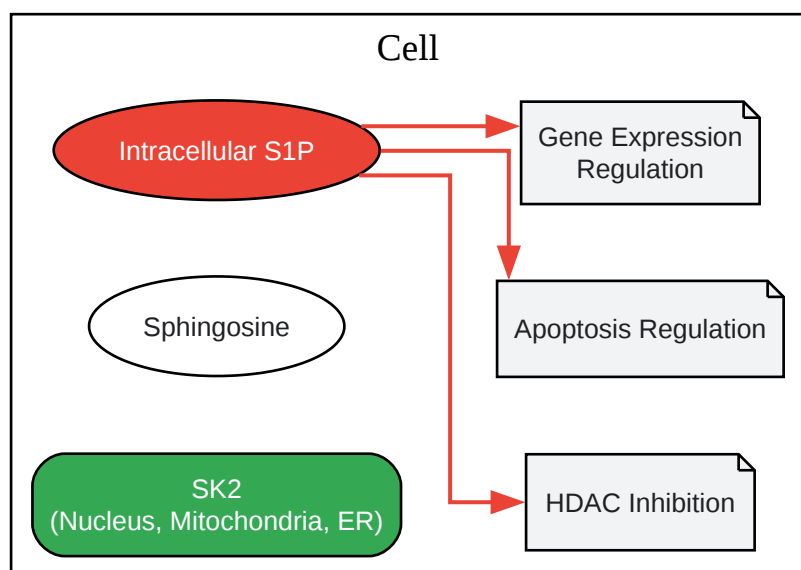 Cell
Intracellular S1P
Gene Expression
Regulation
Sphingosine
Apoptosis Regulation
SK2
(Nucleus, Mitochondria, ER)
HDAC Inhibition